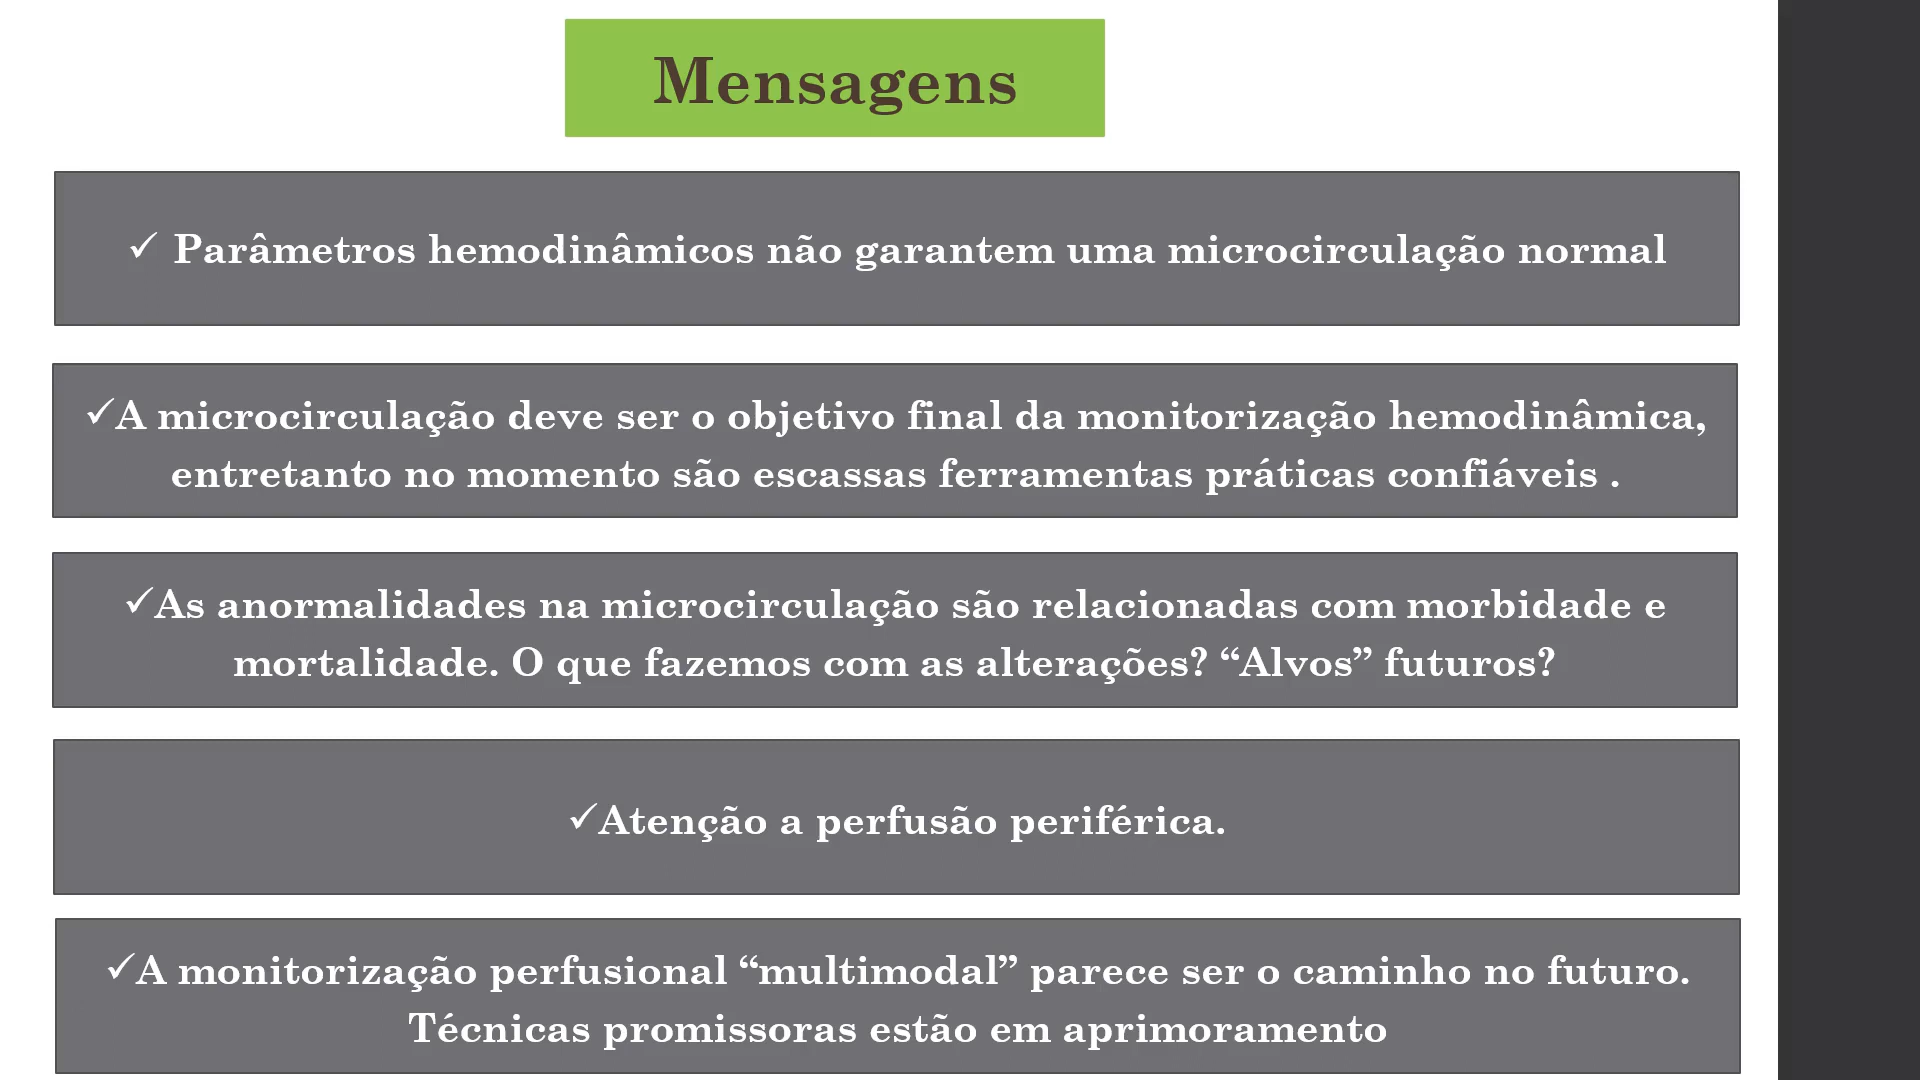 Mensagens
✓ Parâmetros hemodinâmicos não garantem uma microcirculação normal
✓A microcirculação deve ser o objetivo final da monitorização hemodinâmica,
entretanto no momento são escassas ferramentas práticas confiáveis .
✓As anormalidades na microcirculação são relacionadas com morbidade e
mortalidade. O que fazemos com as alterações? “Alvos” futuros?
✓Atenção a perfusão periférica.
✓A monitorização perfusional “multimodal” parece ser o caminho no futuro.
Técnicas promissoras estão em aprimoramento